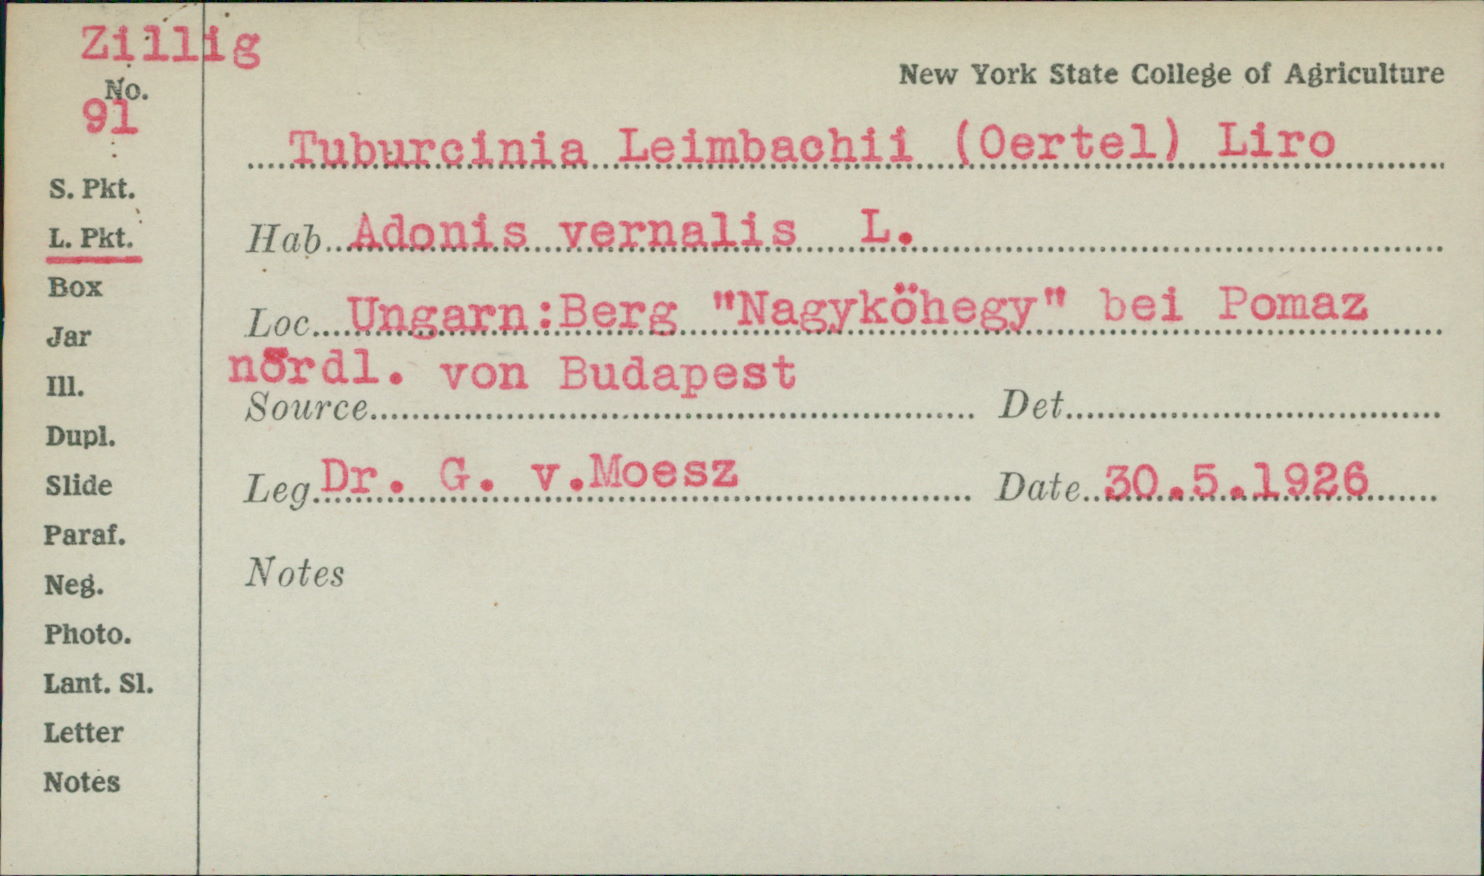 Zillig
New York State College of Agriculture
No.
91
Tuburcinia Leimbachii (Oertel) Liro
S. Pkt.
L. Pkt.
Hab. Adonis vernalis L.
Box
Loc. Ungarn:Berg "Nagyköhegy" bei Pomaz
Jar
nördl. von Budapest
Ill.
Source Det.
Dupl.
Leg. Dr. G. v.Moesz Date 30.5.1926
Slide
Paraf.
Notes
Neg.
Photo.
Lant. Sl.
Letter
Notes